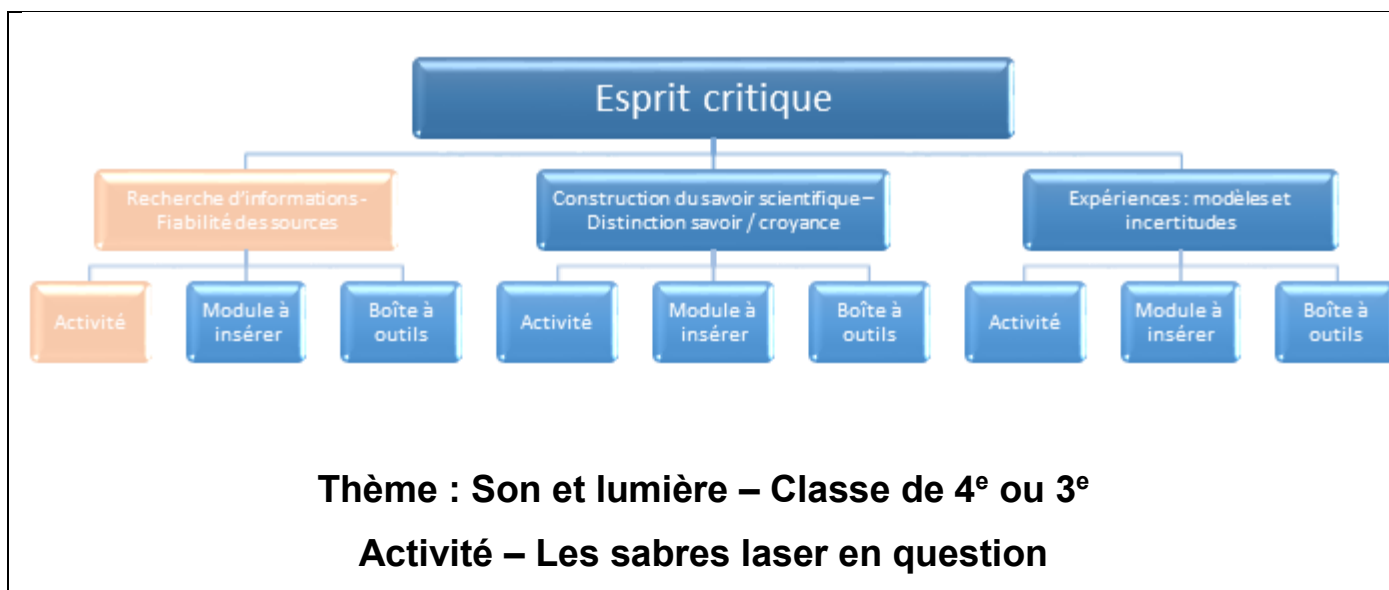 Esprit critique
Recherche d'informations -
Fiabilité des sources
Construction du savoir scientifique –
Distinction savoir / croyance
Expériences : modèles et
incertitudes
Activité
Module à
insérer
Boîte à
outils
Activité
Module à
insérer
Boîte à
outils
Activité
Module à
insérer
Boîte à
outils
Thème : Son et lumière – Classe de 4e ou 3e
Activité – Les sabres laser en question